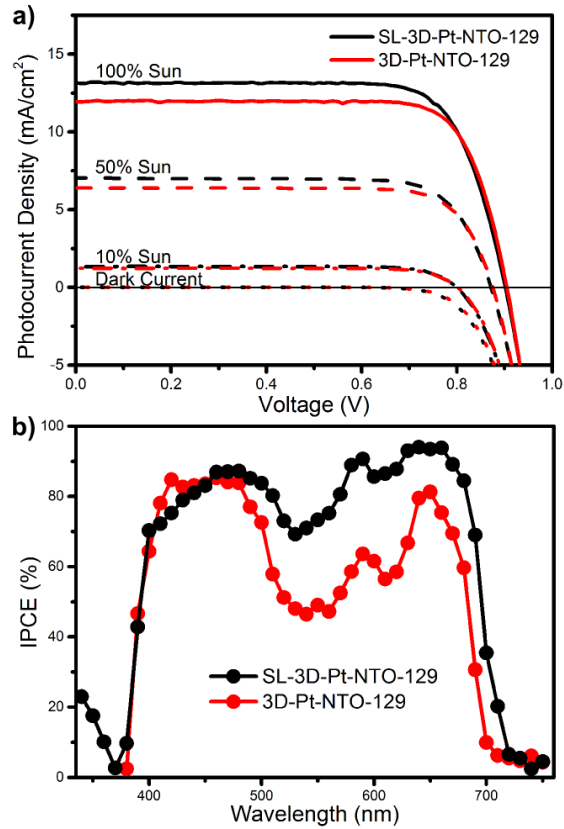 a)
SL-3D-Pt-NTO-129
3D-Pt-NTO-129
100% Sun
50% Sun
10% Sun
Dark Current
Photocurrent Density (mA/cm²)
15
10
5
0
-5
0.0 0.2 0.4 0.6 0.8 1.0
Voltage (V)
b)
100
80
60
40
20
0
IPCE (%)
SL-3D-Pt-NTO-129
3D-Pt-NTO-129
400 500 600 700
Wavelength (nm)